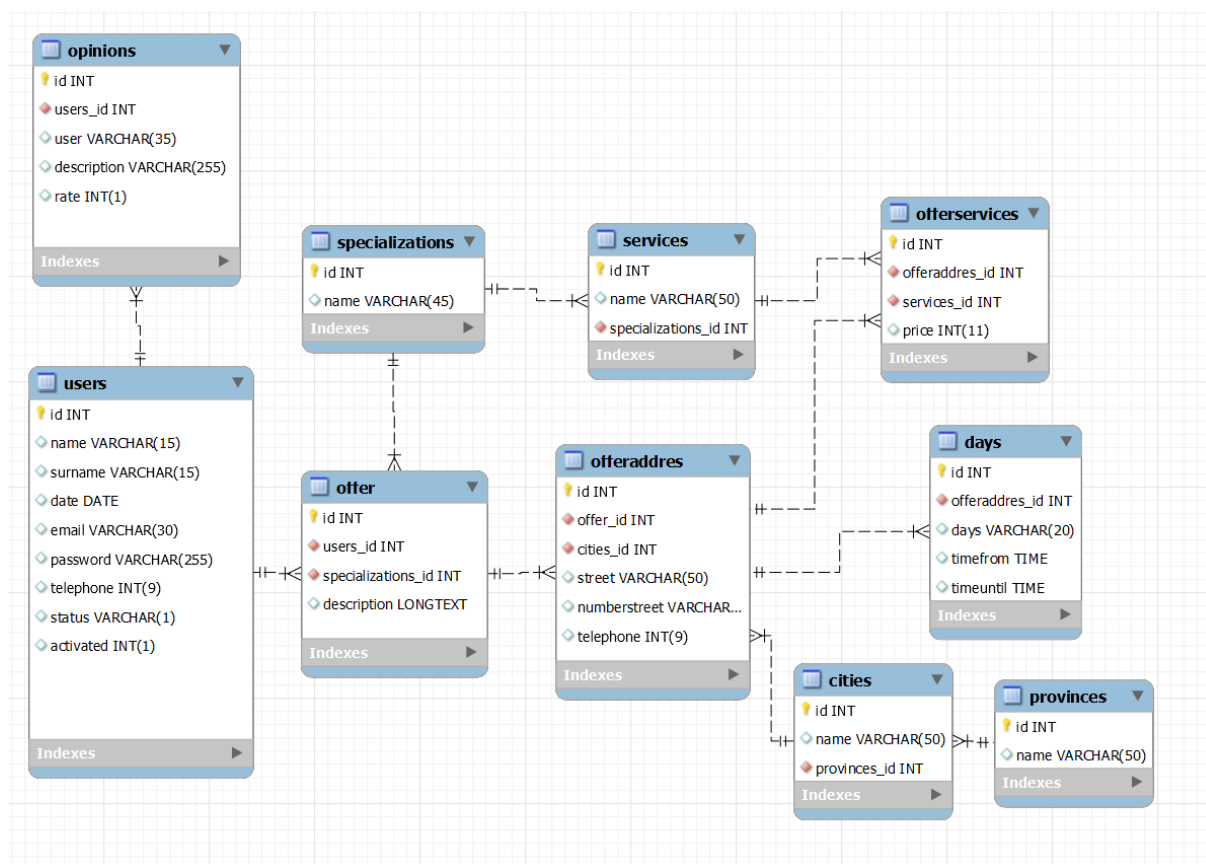 opinions
id INT
users_id INT
user VARCHAR(35)
description VARCHAR(255)
rate INT(1)
Indexes
users
id INT
name VARCHAR(15)
surname VARCHAR(15)
date DATE
email VARCHAR(30)
password VARCHAR(255)
telephone INT(9)
status VARCHAR(1)
activated INT(1)
Indexes
specializations
id INT
name VARCHAR(45)
Indexes
offer
id INT
users_id INT
specializations_id INT
description LONGTEXT
Indexes
services
id INT
name VARCHAR(50)
specializations_id INT
Indexes
offeraddres
id INT
offer_id INT
cities_id INT
street VARCHAR(50)
numberstreet VARCHAR...
telephone INT(9)
Indexes
offerservices
id INT
offeraddres_id INT
services_id INT
price INT(11)
Indexes
days
id INT
offeraddres_id INT
days VARCHAR(20)
timefrom TIME
timeuntil TIME
Indexes
cities
id INT
name VARCHAR(50)
provinces_id INT
Indexes
provinces
id INT
name VARCHAR(50)
Indexes